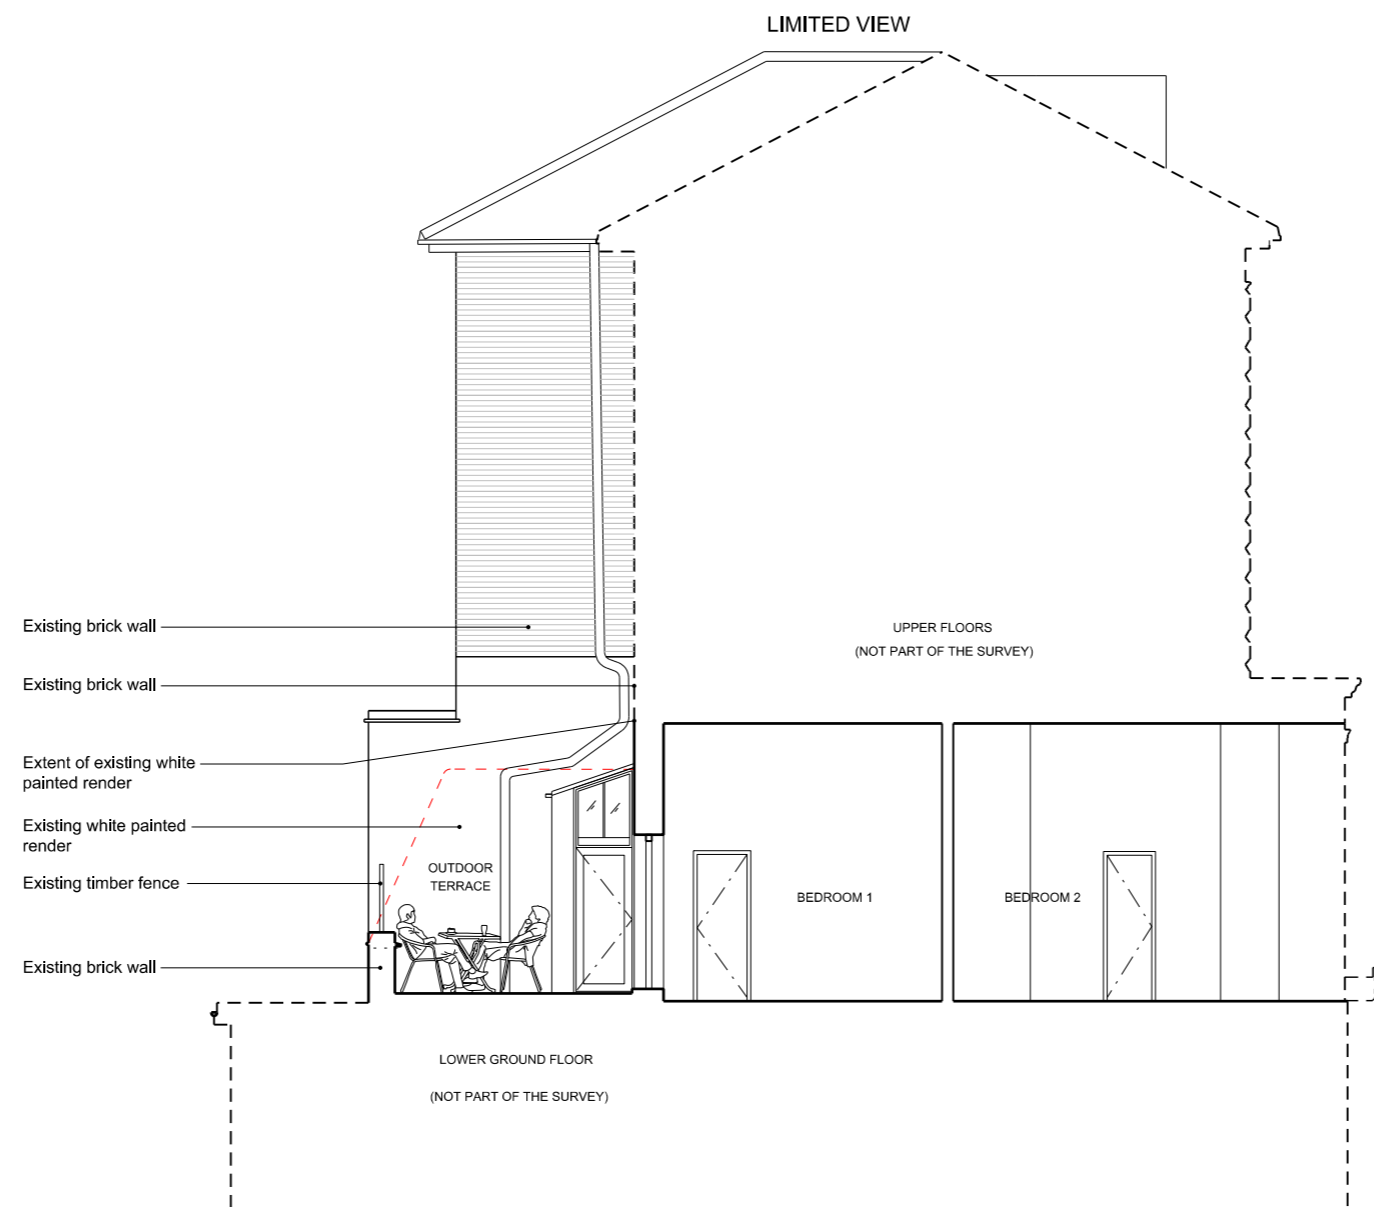 LIMITED VIEW
Existing brick wall
UPPER FLOORS
(NOT PART OF THE SURVEY)
Existing brick wall
Extent of existing white
painted render
Existing white painted
render
OUTDOOR
TERRACE
Existing timber fence
BEDROOM 1
BEDROOM 2
Existing brick wall
LOWER GROUND FLOOR
(NOT PART OF THE SURVEY)